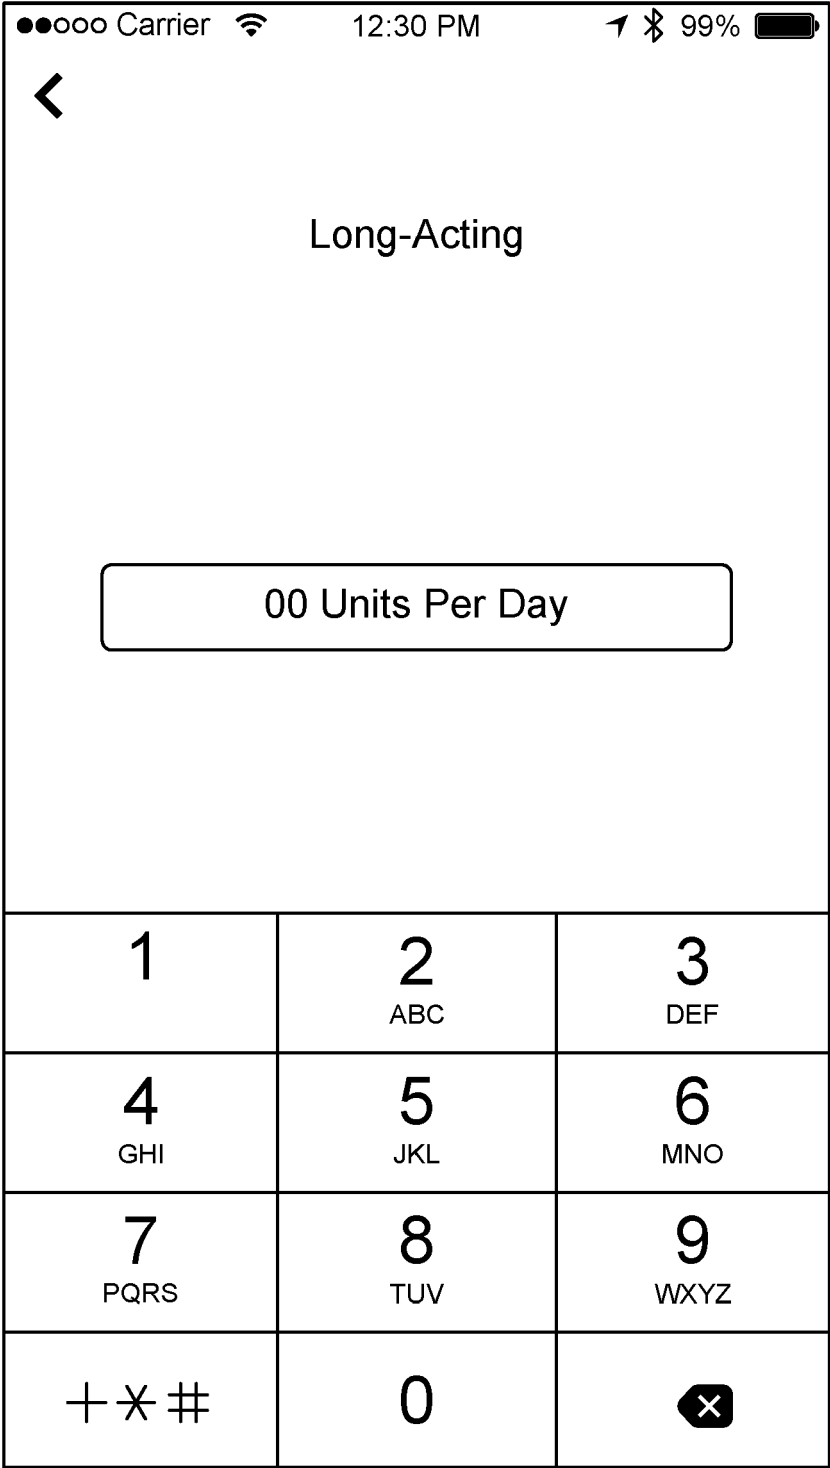 Carrier 12:30 PM 99%
Long-Acting
00 Units Per Day
1 2 3
ABC DEF
4 5 6
GHI JKL MNO
7 8 9
PQRS TUV WXYZ
+*# 0